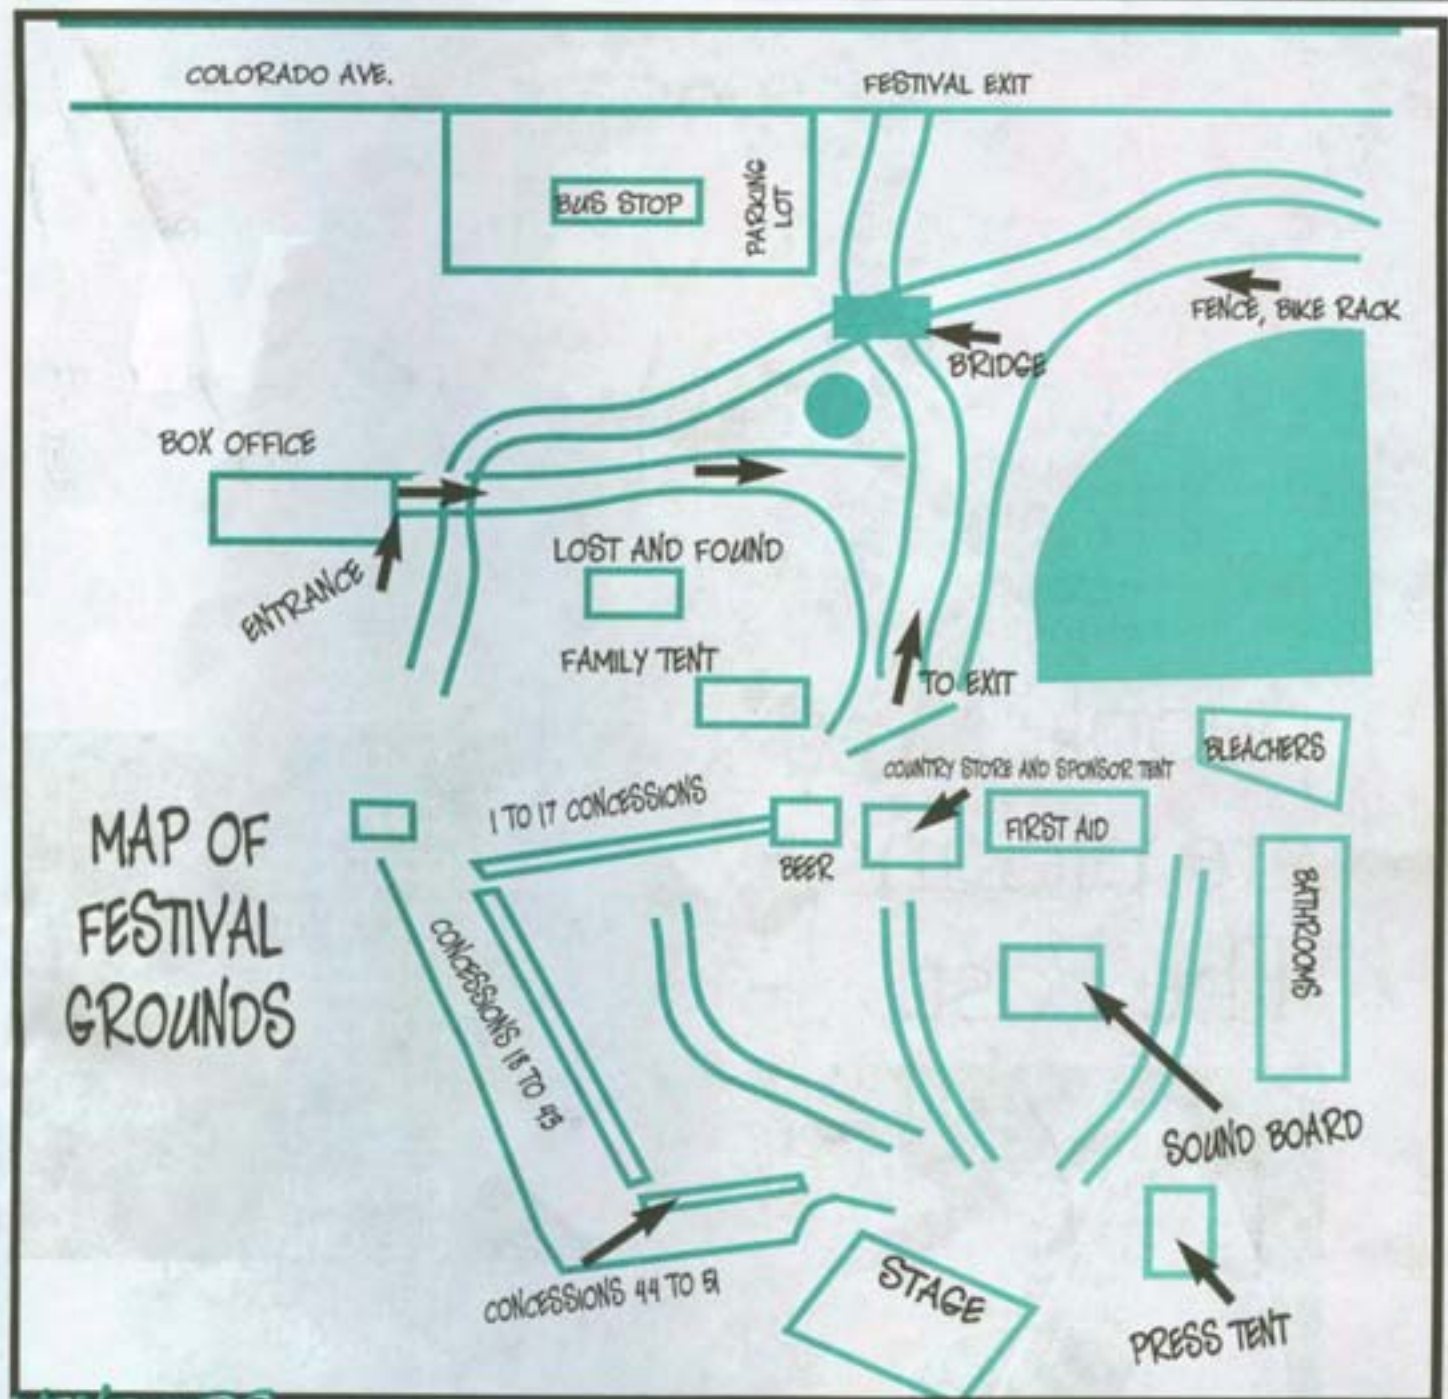 COLORADO AVE.
FESTIVAL EXIT
BUS STOP
PARKING
LOT
FENCE, BIKE RACK
BRIDGE
BOX OFFICE
ENTRANCE
LOST AND FOUND
FAMILY TENT
TO EXIT
BLEACHERS
COUNTRY STORE AND SPONSOR TENT
1 TO 17 CONCESSIONS
FIRST AID
BEER
MAP OF
FESTIVAL
GROUNDS
BATHROOMS
CONCESSIONS 18 TO 43
SOUND BOARD
CONCESSIONS 44 TO 51
STAGE
PRESS TENT